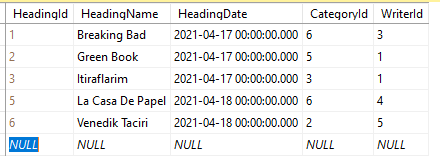 HeadingId HeadingName HeadingDate CategoryId WriterId
1 Breaking Bad 2021-04-17 00:00:00.000 6 3
2 Green Book 2021-04-17 00:00:00.000 5 1
3 Itiraflarim 2021-04-17 00:00:00.000 3 1
5 La Casa De Papel 2021-04-18 00:00:00.000 6 4
6 Venedik Taciri 2021-04-18 00:00:00.000 2 5
NULL NULL NULL NULL NULL